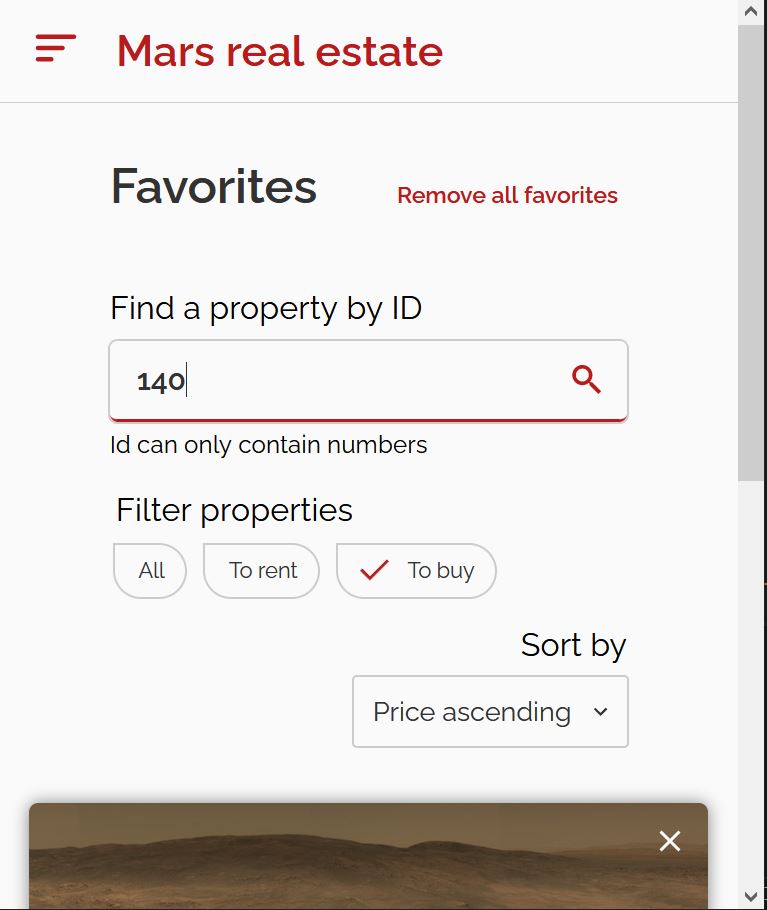 Mars real estate
Favorites
Remove all favorites
Find a property by ID
140
Id can only contain numbers
Filter properties
All
To rent
To buy
Sort by
Price ascending